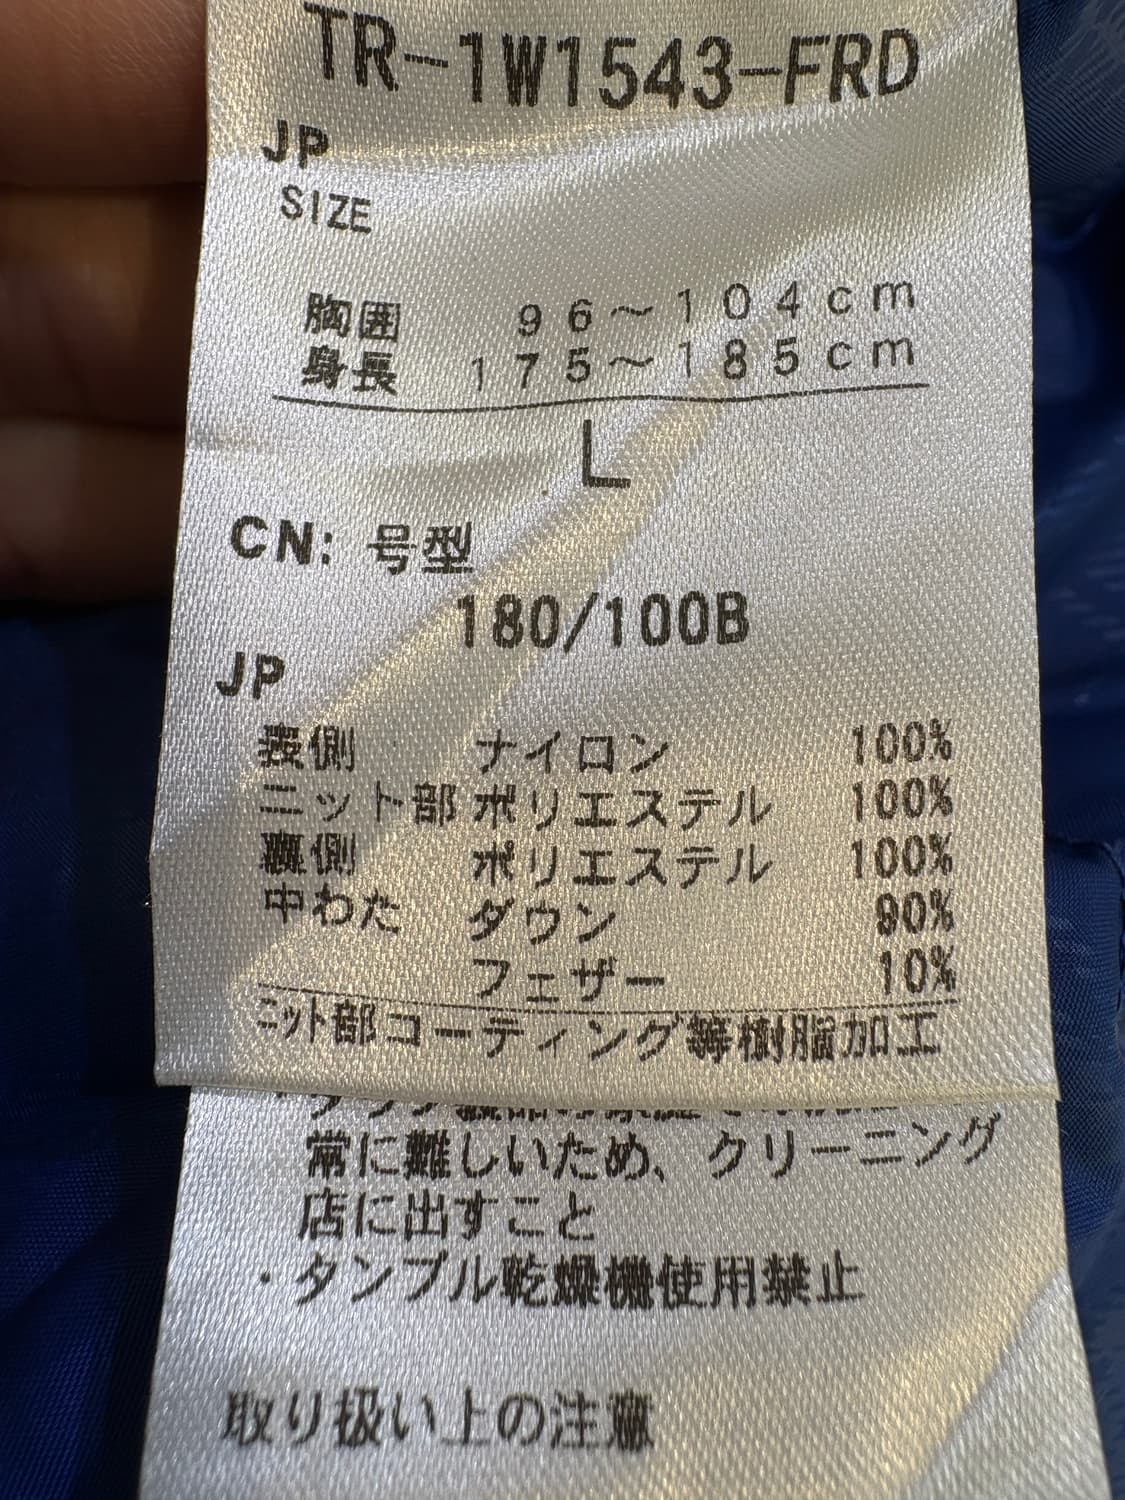 TR-1W1543-FRD
JP
SIZE
胸囲 96〜104cm
身長 175〜185cm
L
CN: 号型
180/100B
JP
表側 ナイロン 100%
ニット部 ポリエステル 100%
裏側 ポリエステル 100%
中わた ダウン 90%
フェザー 10%
ニット部コーティング等樹脂加工
常に難しいため、クリーニング
店に出すこと
・タンブル乾燥機使用禁止
取り扱い上の注意